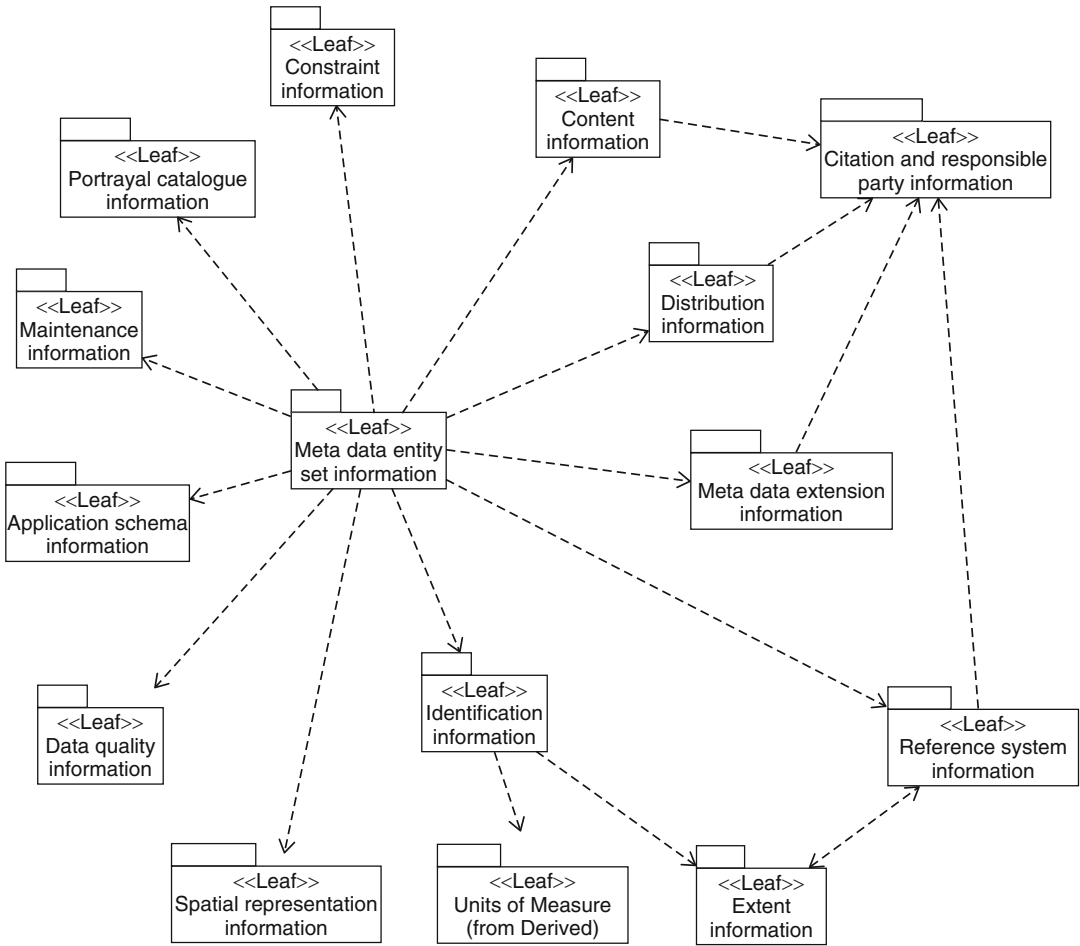 <<Leaf>>
Constraint
information
<<Leaf>>
Content
information
<<Leaf>>
Citation and responsible
party information
<<Leaf>>
Portrayal catalogue
information
<<Leaf>>
Distribution
information
<<Leaf>>
Maintenance
information
<<Leaf>>
Meta data entity
set information
<<Leaf>>
Meta data extension
information
<<Leaf>>
Application schema
information
<<Leaf>>
Identification
information
<<Leaf>>
Data quality
information
<<Leaf>>
Reference system
information
<<Leaf>>
Spatial representation
information
<<Leaf>>
Units of Measure
(from Derived)
<<Leaf>>
Extent
information